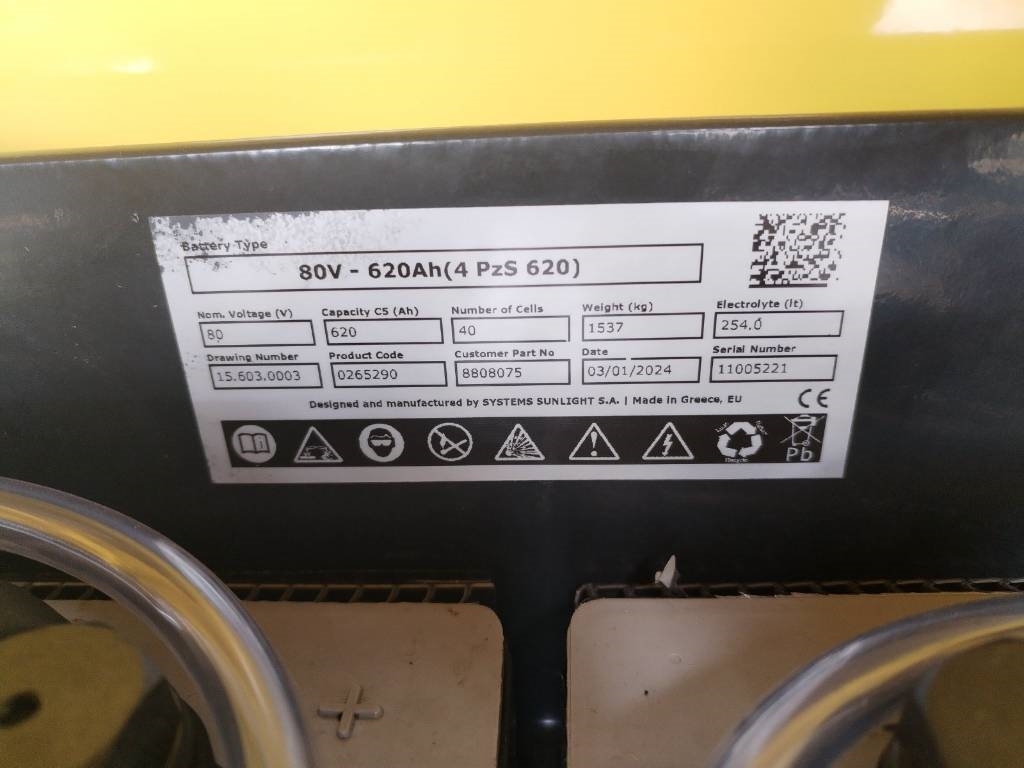 Battery Type
80V - 620Ah(4 PzS 620)
Nom. Voltage (V) Capacity C5 (Ah) Number of Cells Weight (kg) Electrolyte (lt)
80 620 40 1537 254.0
Drawing Number Product Code Customer Part No Date Serial Number
15.603.0003 0265290 8808075 03/01/2024 11005221
Designed and manufactured by SYSTEMS SUNLIGHT S.A. | Made in Greece, EU
CE
Recycle
Pb